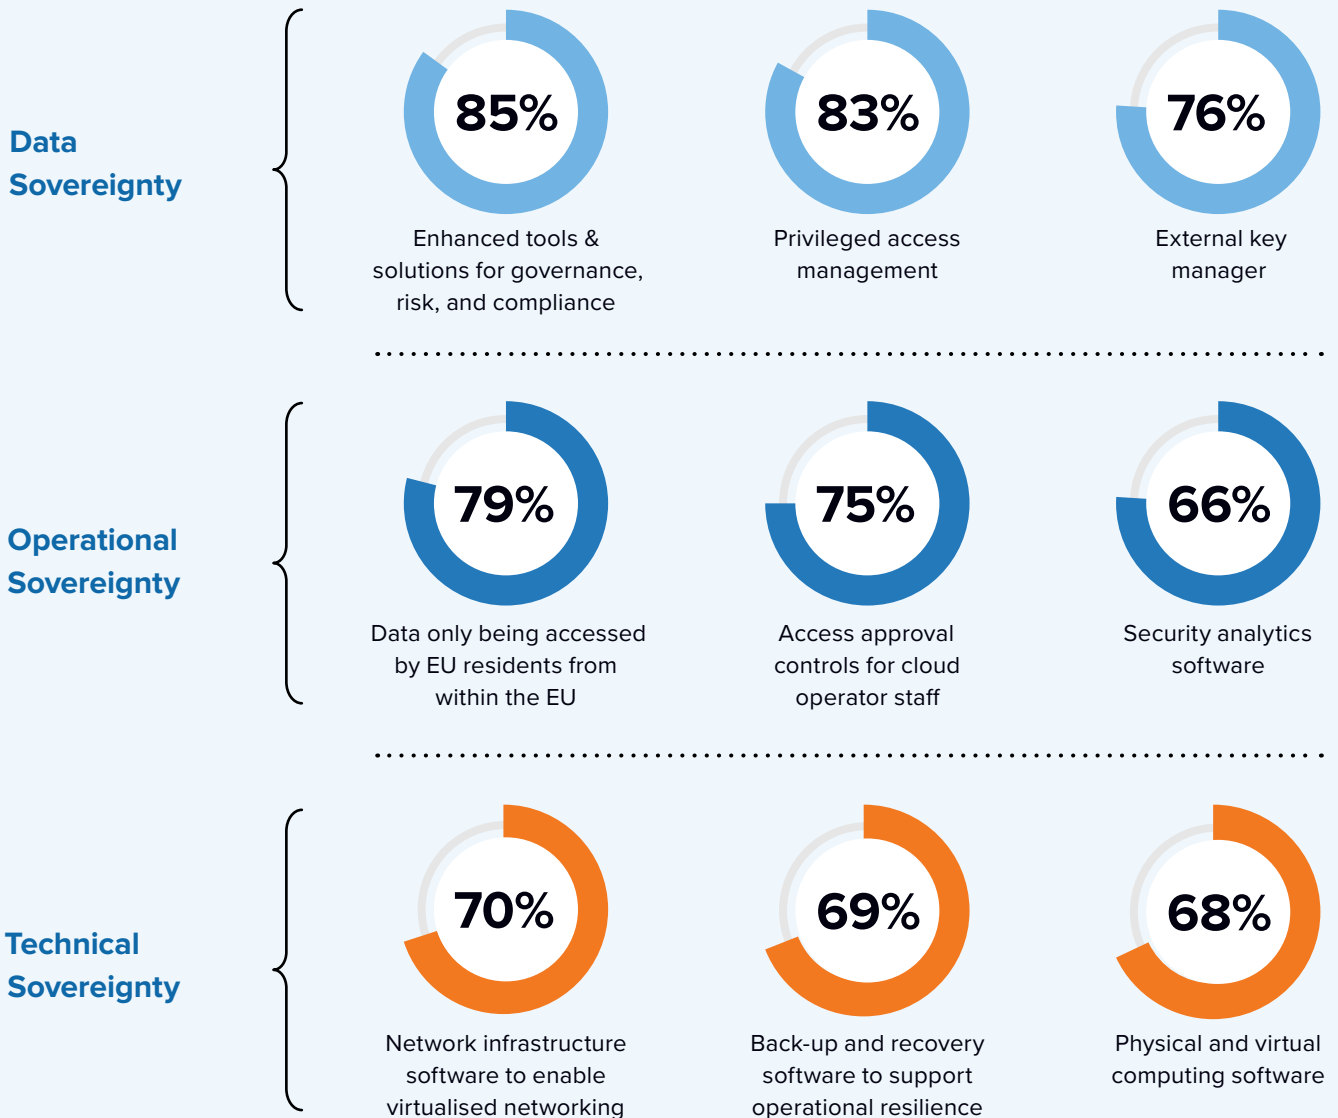 Data
Sovereignty
85%
Enhanced tools &
solutions for governance,
risk, and compliance
83%
Privileged access
management
76%
External key
manager
Operational
Sovereignty
79%
Data only being accessed
by EU residents from
within the EU
75%
Access approval
controls for cloud
operator staff
66%
Security analytics
software
Technical
Sovereignty
70%
Network infrastructure
software to enable
virtualised networking
69%
Back-up and recovery
software to support
operational resilience
68%
Physical and virtual
computing software